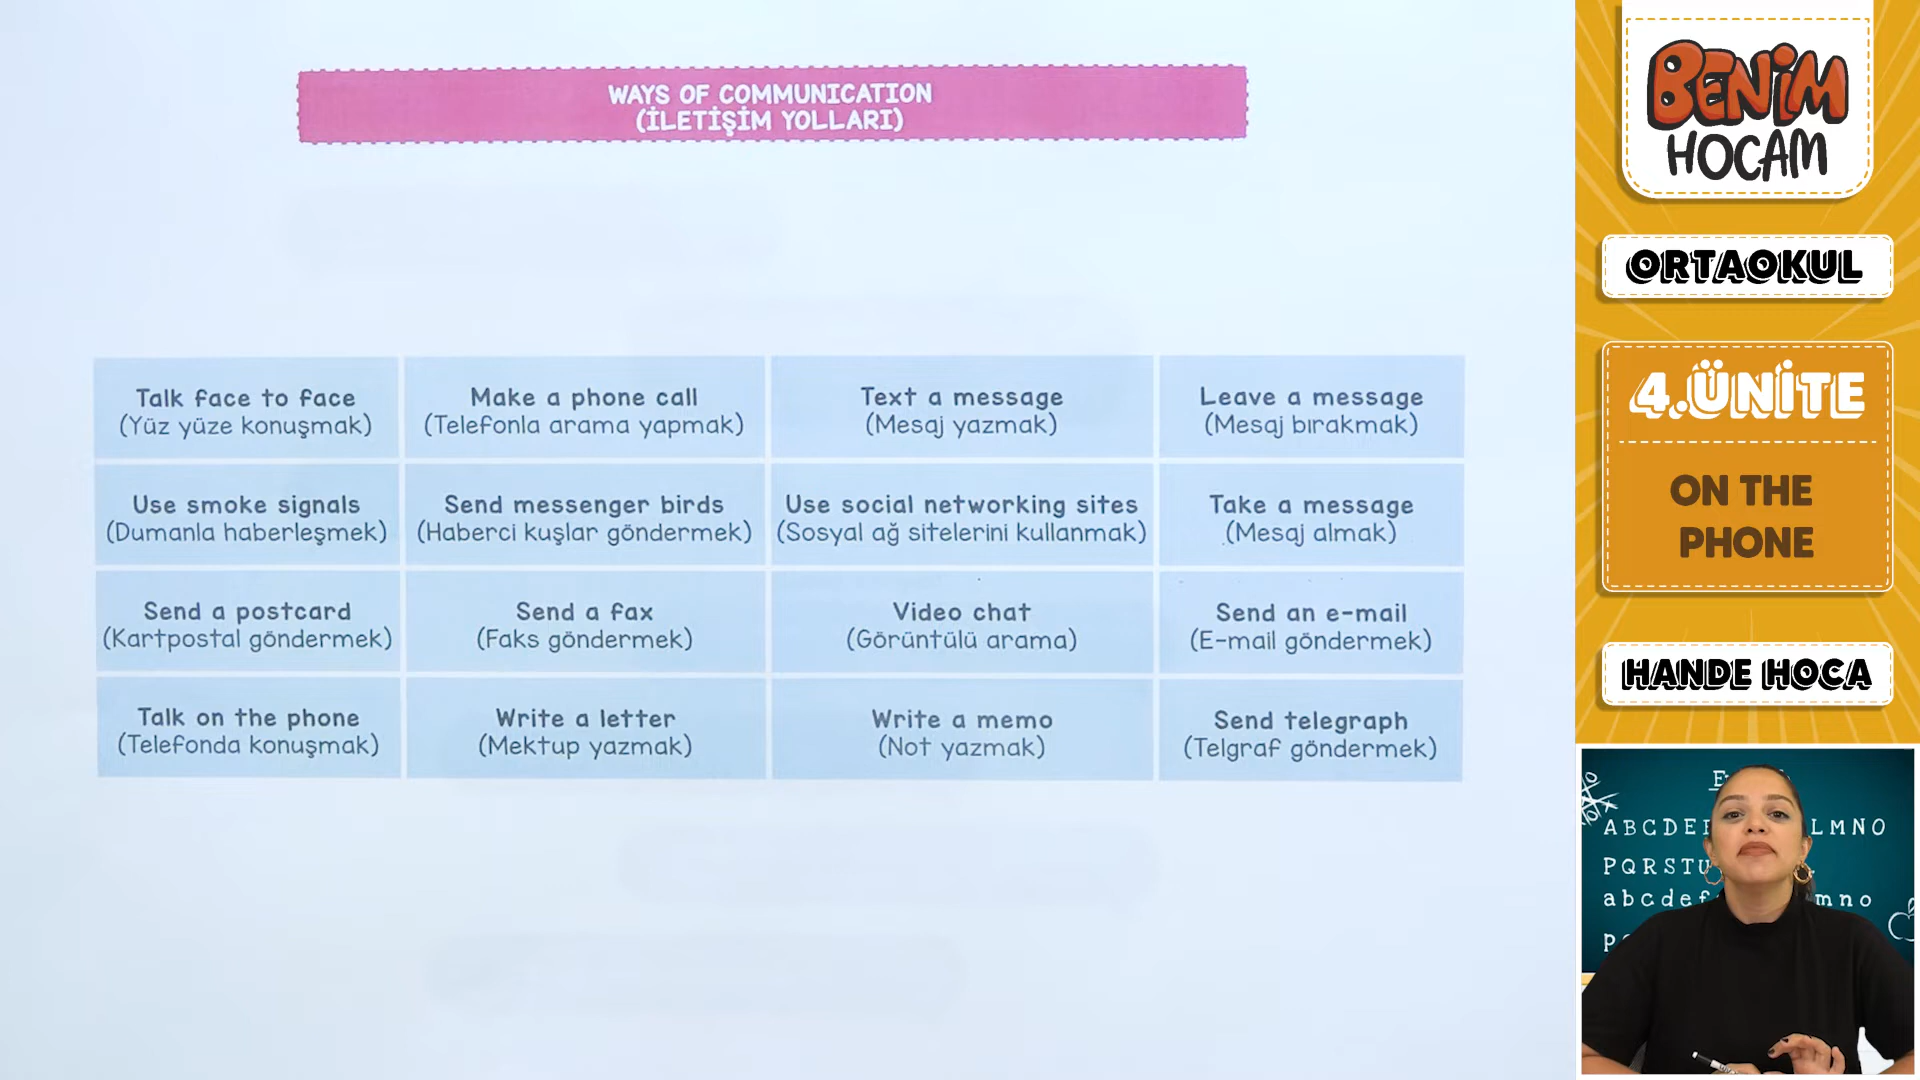 WAYS OF COMMUNICATION
(İLETİŞİM YOLLARI)
Talk face to face
(Yüz yüze konuşmak)
Make a phone call
(Telefonla arama yapmak)
Text a message
(Mesaj yazmak)
Leave a message
(Mesaj bırakmak)
Use smoke signals
(Dumanla haberleşmek)
Send messenger birds
(Haberci kuşlar göndermek)
Use social networking sites
(Sosyal ağ sitelerini kullanmak)
Take a message
(Mesaj almak)
Send a postcard
(Kartpostal göndermek)
Send a fax
(Faks göndermek)
Video chat
(Görüntülü arama)
Send an e-mail
(E-mail göndermek)
Talk on the phone
(Telefonda konuşmak)
Write a letter
(Mektup yazmak)
Write a memo
(Not yazmak)
Send telegraph
(Telgraf göndermek)
BENİM
HOCAM
ORTAOKUL
4.ÜNİTE
ON THE
PHONE
HANDE HOCA
ABCDE LMNO
PQRSTU
abcdef mno